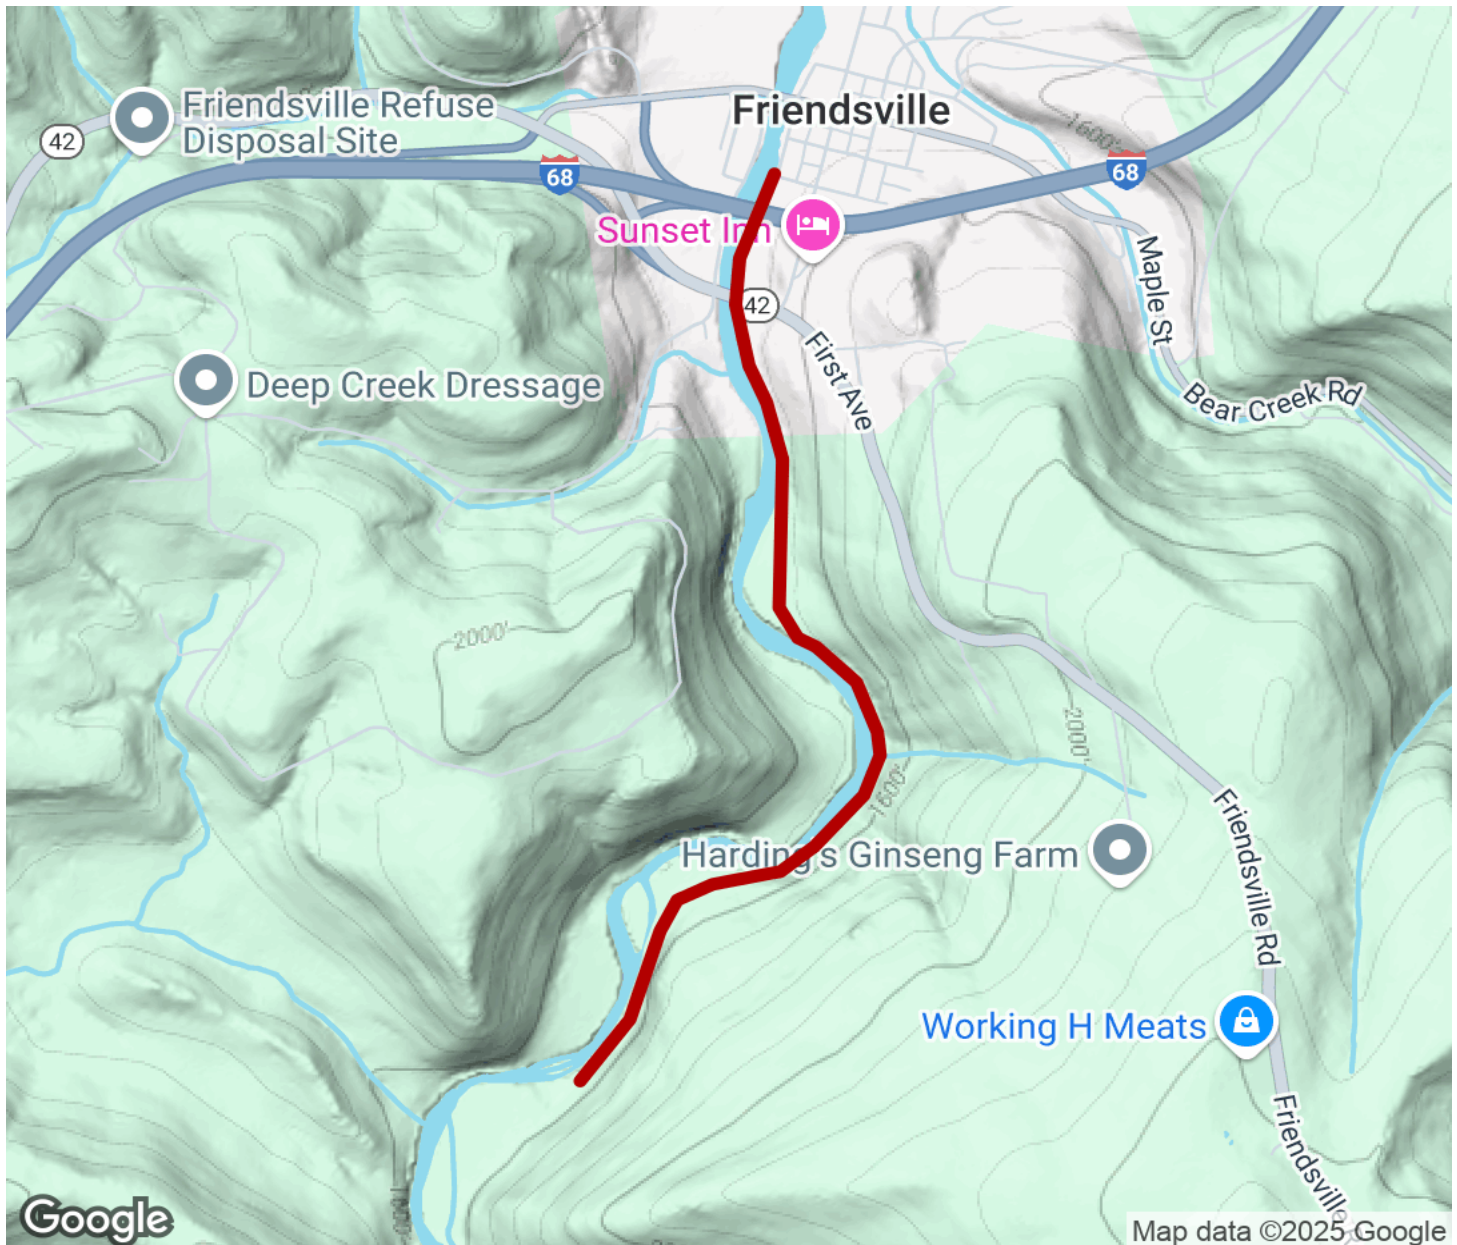 Friendsville Refuse
Disposal Site
42
Friendsville
1600'
68
68
Sunset Inn
Maple St
42
First Ave
Deep Creek Dressage
Bear Creek Rd
2000'
2000'
1600'
Friendsville Rd
Harding's Ginseng Farm
Working H Meats
Friendsville
Google
Map data ©2025 Google